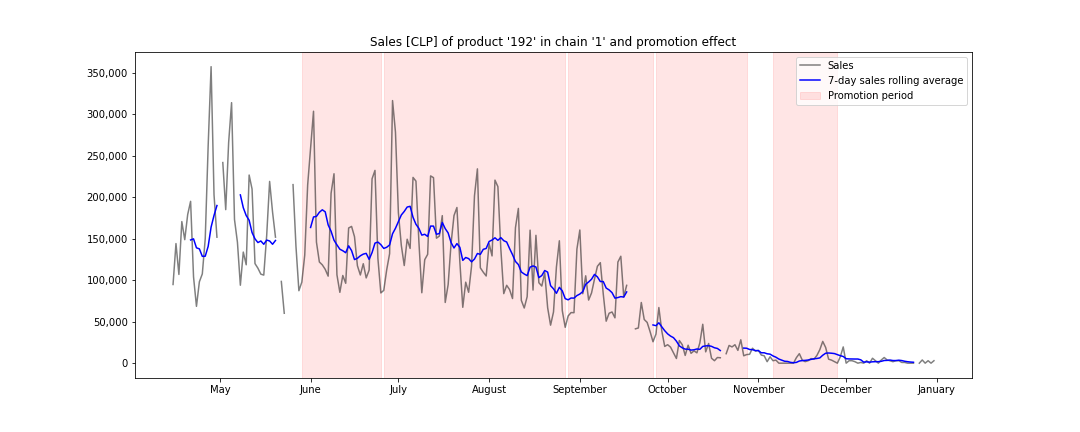 Sales [CLP] of product '192' in chain '1' and promotion effect
Sales
7-day sales rolling average
Promotion period
350,000
300,000
250,000
200,000
150,000
100,000
50,000
0
May June July August September October November December January